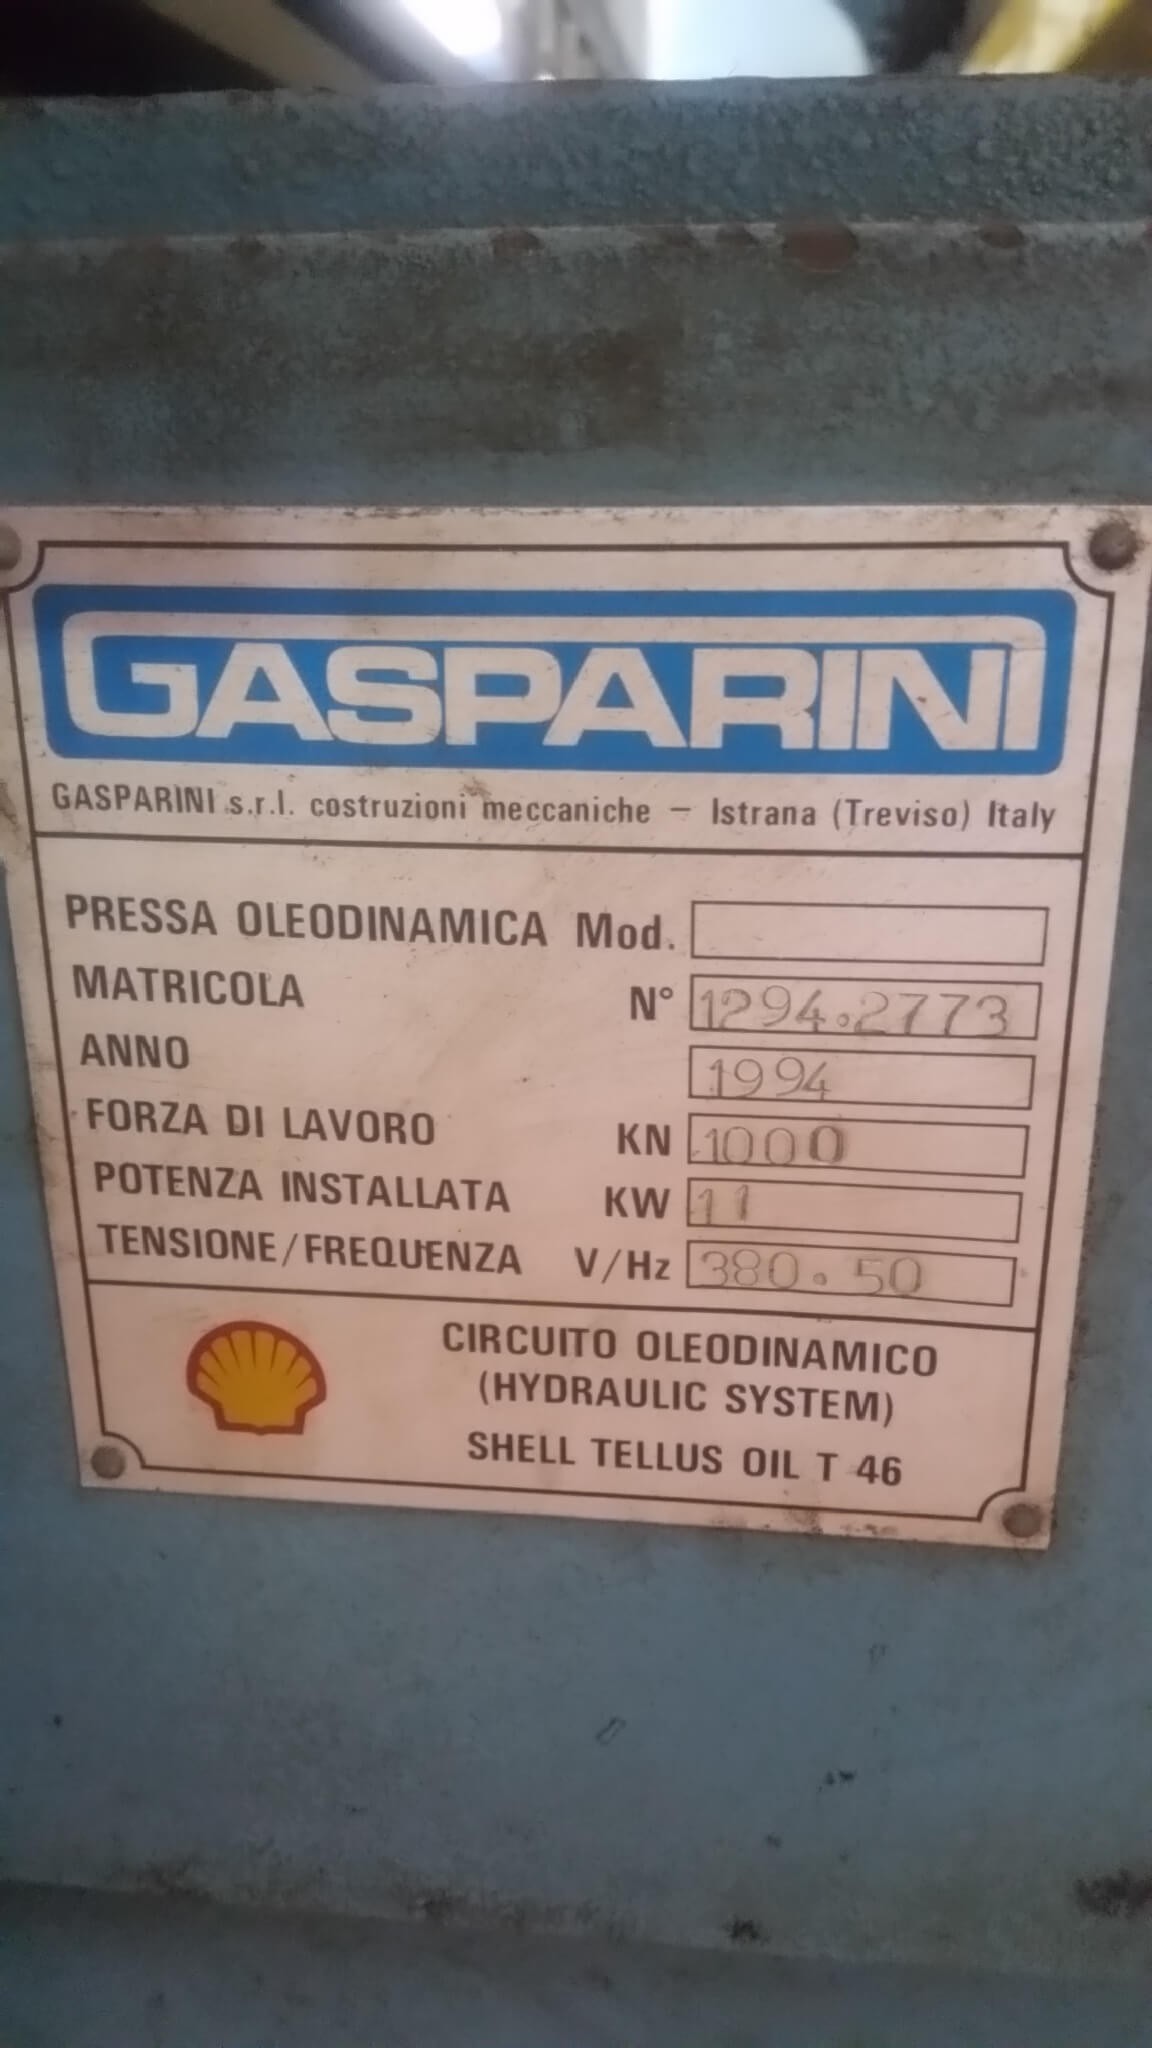 GASPARINI
GASPARINI s.r.l. costruzioni meccaniche – Istrana (Treviso) Italy
PRESSA OLEODINAMICA Mod.
MATRICOLA N° 1294.2773
ANNO 1994
FORZA DI LAVORO KN 1000
POTENZA INSTALLATA KW 11
TENSIONE/FREQUENZA V/Hz 380.50
CIRCUITO OLEODINAMICO
(HYDRAULIC SYSTEM)
SHELL TELLUS OIL T 46